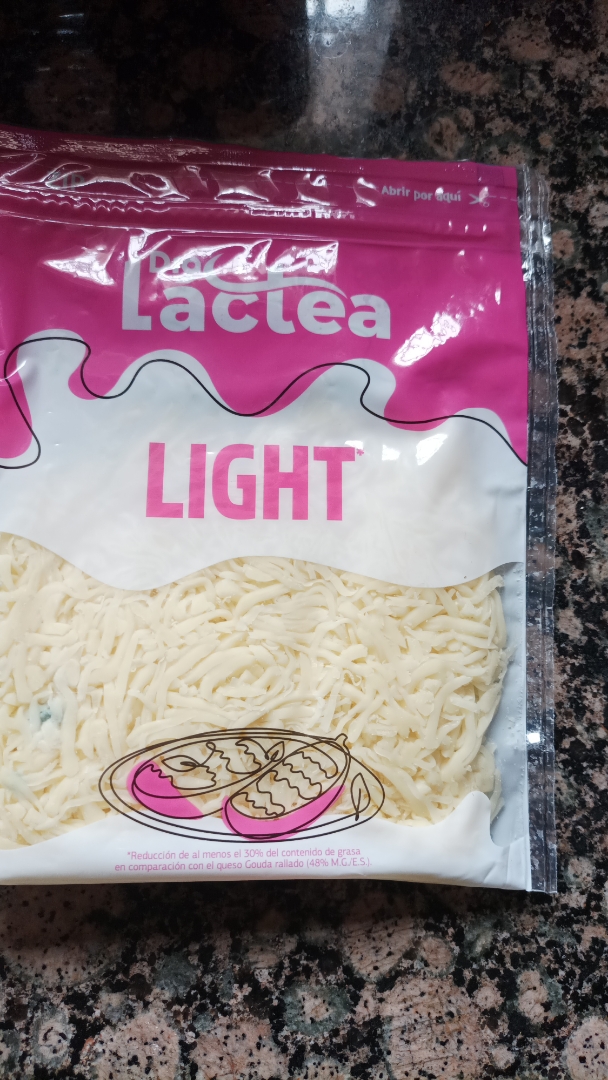 Abrir por aquí
Lactea
LIGHT*
*Reducción de al menos el 30% del contenido de grasa
en comparación con el queso Gouda rallado (48% M.G./E.S.).